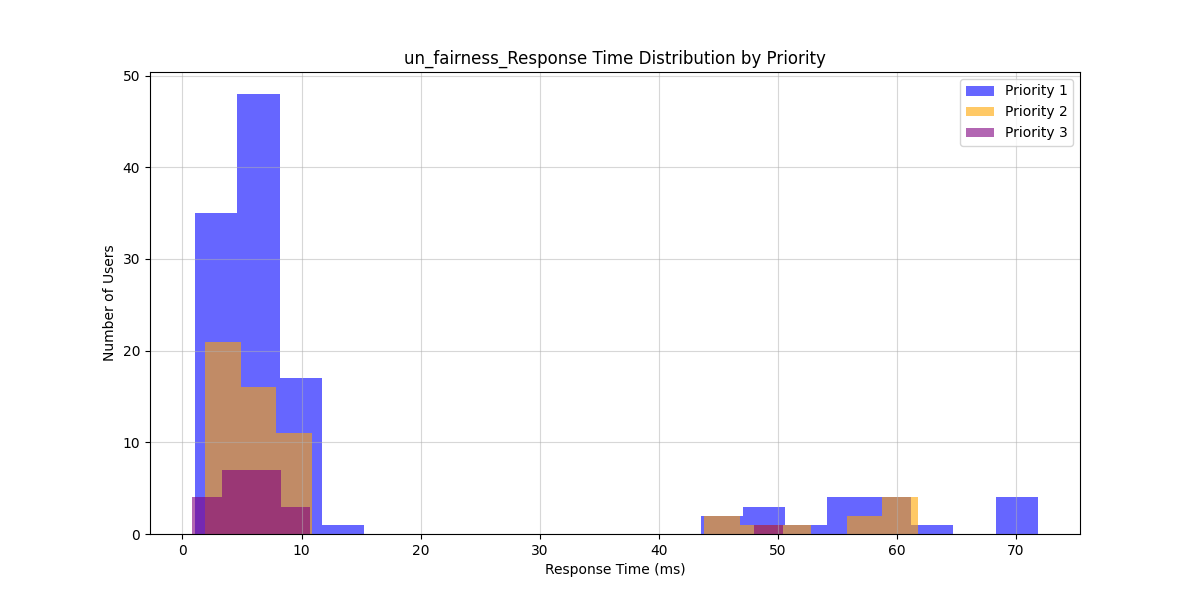 un_fairness_Response Time Distribution by Priority
Number of Users
50
40
30
20
10
0
Priority 1
Priority 2
Priority 3
0 10 20 30 40 50 60 70
Response Time (ms)